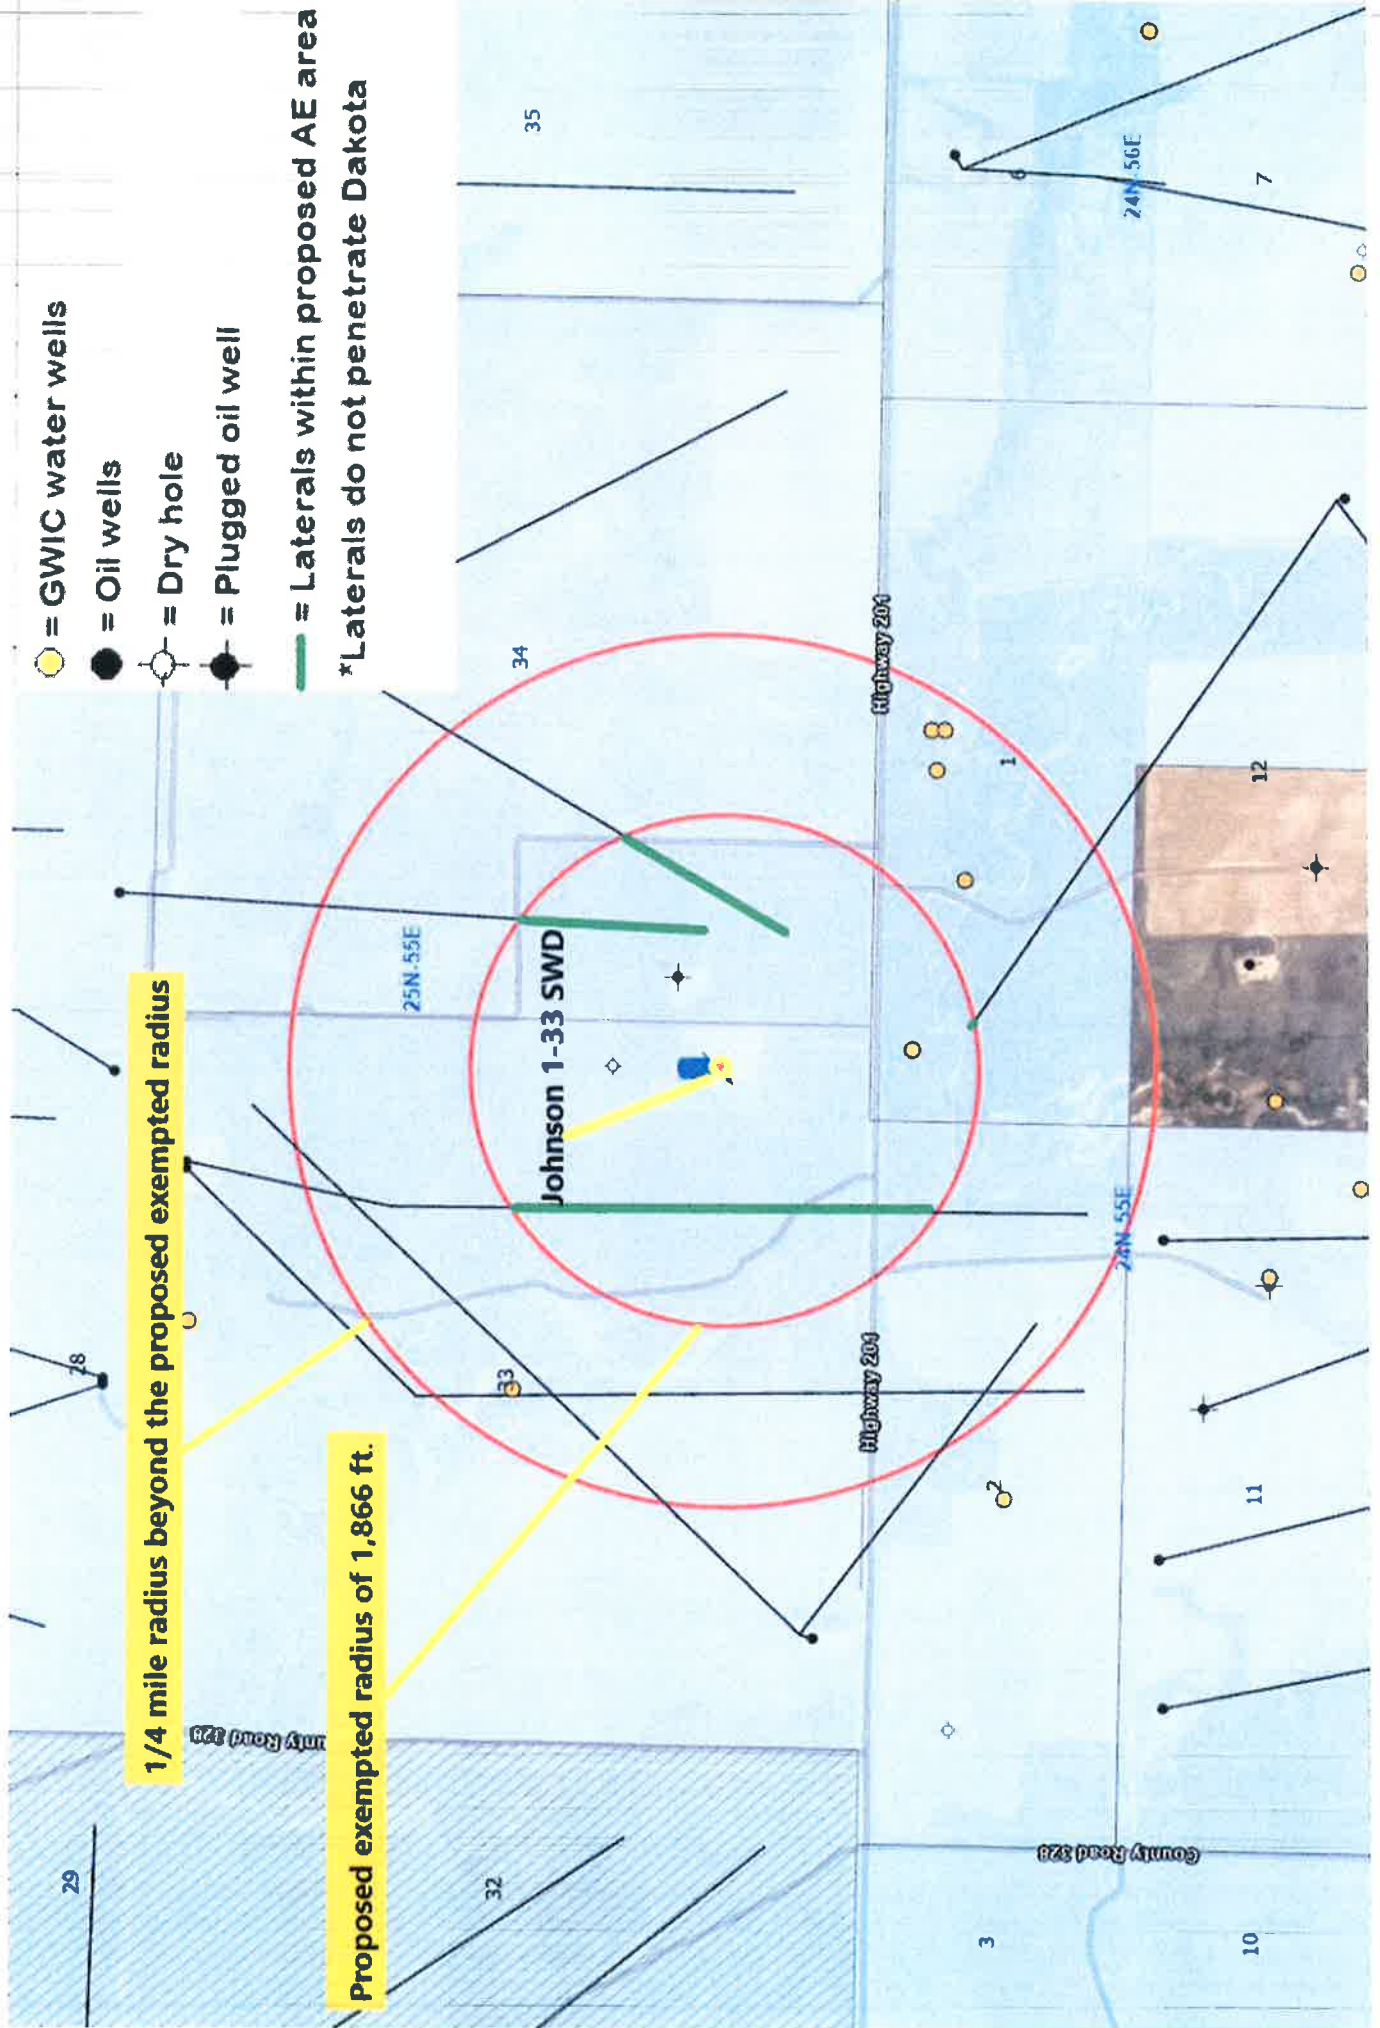 = GWIC water wells
= Oil wells
= Dry hole
= Plugged oil well
= Laterals within proposed AE area
*Laterals do not penetrate Dakota
1/4 mile radius beyond the proposed exempted radius
Proposed exempted radius of 1,866 ft.
Johnson 1-33 SWD
25N-55E
24N-55E
24N-56E
Highway 201
Highway 201
unty Road 328
County Road 328
29
28
32
33
34
35
3
2
1
6
10
11
12
7